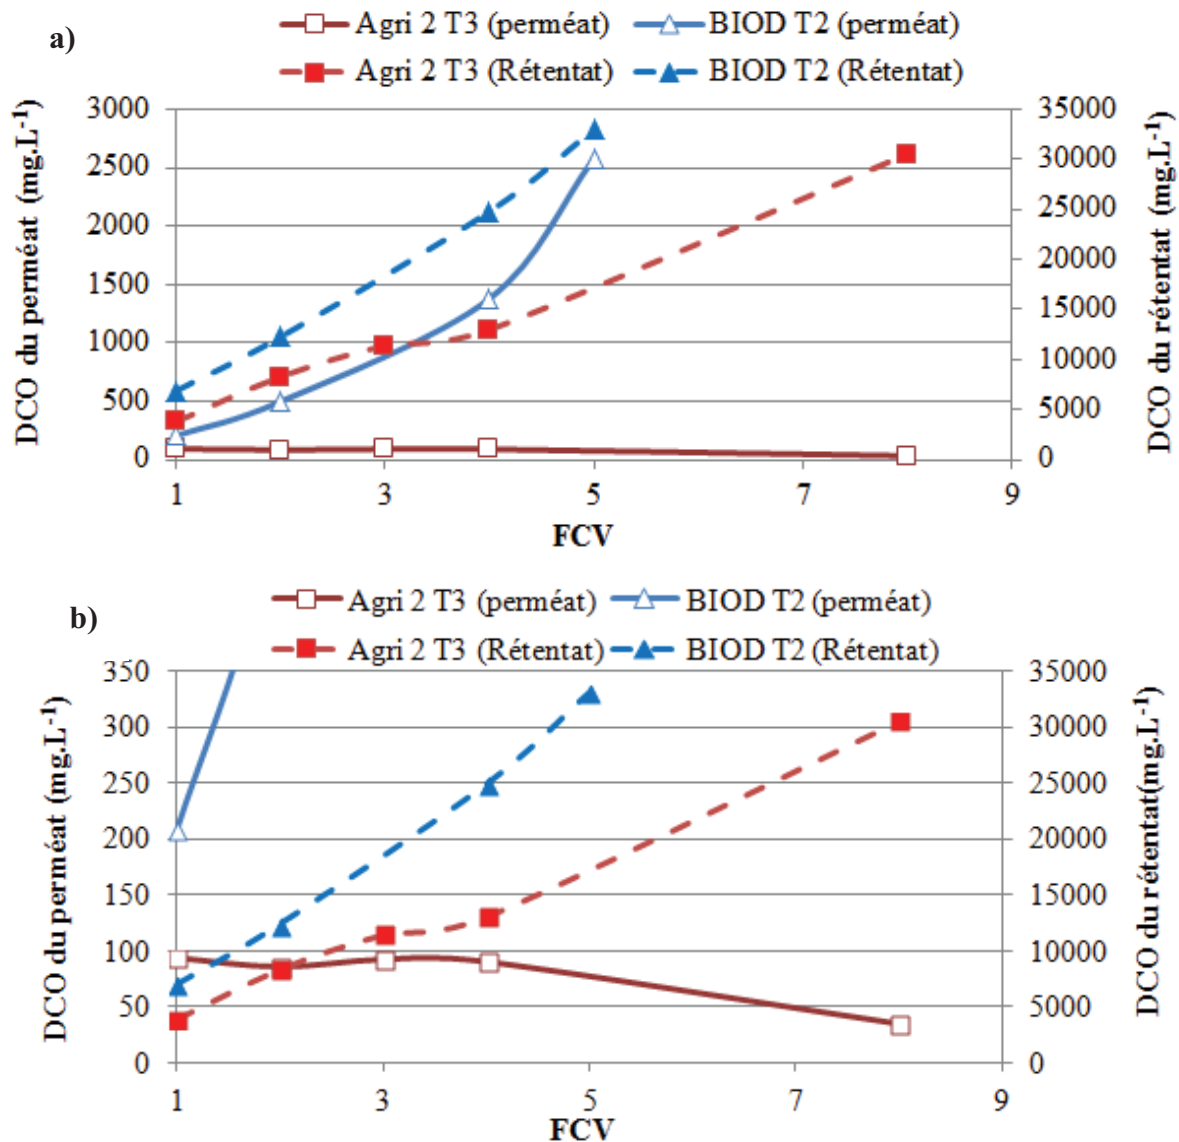 a)
Agri 2 T3 (perméat) BIOD T2 (perméat)
Agri 2 T3 (Rétentat) BIOD T2 (Rétentat)
DCO du perméat (mg.L-1)
3000
2500
2000
1500
1000
500
0
35000
30000
25000
20000
15000
10000
5000
0
DCO du rétentat (mg.L-1)
1 3 5 7 9
FCV
b)
Agri 2 T3 (perméat) BIOD T2 (perméat)
Agri 2 T3 (Rétentat) BIOD T2 (Rétentat)
DCO du perméat (mg.L-1)
350
300
250
200
150
100
50
0
35000
30000
25000
20000
15000
10000
5000
0
DCO du rétentat(mg.L-1)
1 3 5 7 9
FCV